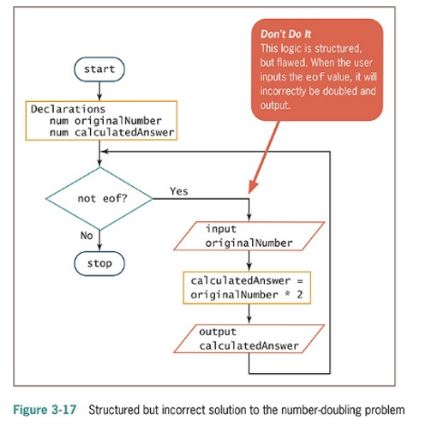 Don't Do It
This logic is structured,
but flawed. When the user
inputs the eof value, it will
incorrectly be doubled and
output.
start
Declarations
num originalNumber
num calculatedAnswer
not eof?
Yes
No
stop
input
originalNumber
calculatedAnswer =
originalNumber * 2
output
calculatedAnswer
Figure 3-17 Structured but incorrect solution to the number-doubling problem